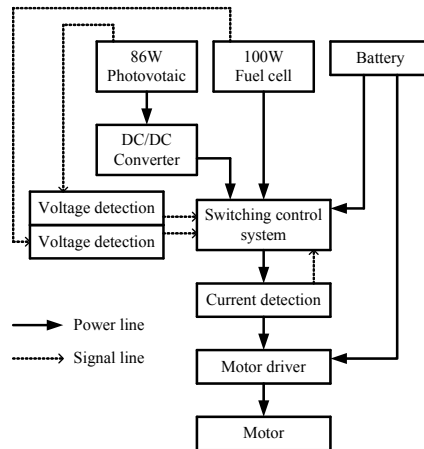 86W
Photovotaic
100W
Fuel cell
Battery
DC/DC
Converter
Voltage detection
Voltage detection
Switching control
system
Current detection
Power line
Signal line
Motor driver
Motor